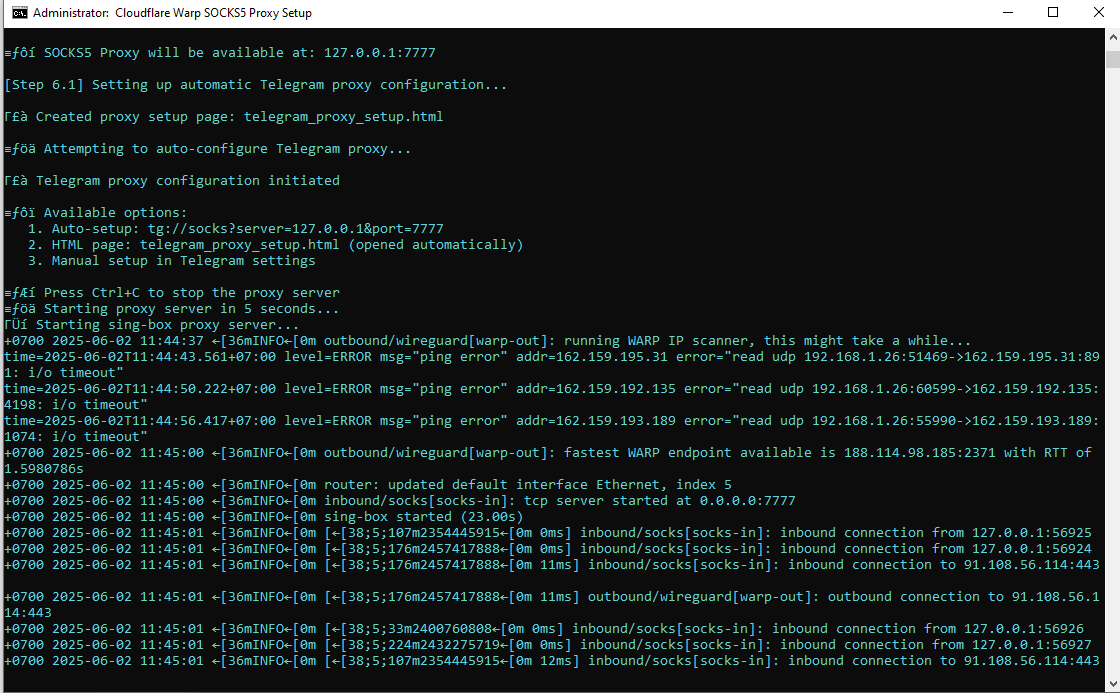 Administrator:  Cloudflare Warp SOCKS5 Proxy Setup
≡ƒôí SOCKS5 Proxy will be available at: 127.0.0.1:7777
[Step 6.1] Setting up automatic Telegram proxy configuration...
Γ£à Created proxy setup page: telegram_proxy_setup.html
≡ƒöä Attempting to auto-configure Telegram proxy...
Γ£à Telegram proxy configuration initiated
≡ƒôï Available options:
   1. Auto-setup: tg://socks?server=127.0.0.1&port=7777
   2. HTML page: telegram_proxy_setup.html (opened automatically)
   3. Manual setup in Telegram settings
≡ƒÆí Press Ctrl+C to stop the proxy server
≡ƒöä Starting proxy server in 5 seconds...
ΓÜí Starting sing-box proxy server...
+0700 2025-06-02 11:44:37 ←[36mINFO←[0m outbound/wireguard[warp-out]: running WARP IP scanner, this might take a while...
time=2025-06-02T11:44:43.561+07:00 level=ERROR msg="ping error" addr=162.159.195.31 error="read udp 192.168.1.26:51469->162.159.195.31:89
1: i/o timeout"
time=2025-06-02T11:44:50.222+07:00 level=ERROR msg="ping error" addr=162.159.192.135 error="read udp 192.168.1.26:60599->162.159.192.135:
4198: i/o timeout"
time=2025-06-02T11:44:56.417+07:00 level=ERROR msg="ping error" addr=162.159.193.189 error="read udp 192.168.1.26:55990->162.159.193.189:
1074: i/o timeout"
+0700 2025-06-02 11:45:00 ←[36mINFO←[0m outbound/wireguard[warp-out]: fastest WARP endpoint available is 188.114.98.185:2371 with RTT of
1.5980786s
+0700 2025-06-02 11:45:00 ←[36mINFO←[0m router: updated default interface Ethernet, index 5
+0700 2025-06-02 11:45:00 ←[36mINFO←[0m inbound/socks[socks-in]: tcp server started at 0.0.0.0:7777
+0700 2025-06-02 11:45:00 ←[36mINFO←[0m sing-box started (23.00s)
+0700 2025-06-02 11:45:01 ←[36mINFO←[0m [←[38;5;107m2354445915←[0m 0ms] inbound/socks[socks-in]: inbound connection from 127.0.0.1:56925
+0700 2025-06-02 11:45:01 ←[36mINFO←[0m [←[38;5;176m2457417888←[0m 0ms] inbound/socks[socks-in]: inbound connection from 127.0.0.1:56924
+0700 2025-06-02 11:45:01 ←[36mINFO←[0m [←[38;5;176m2457417888←[0m 11ms] inbound/socks[socks-in]: inbound connection to 91.108.56.114:443
+0700 2025-06-02 11:45:01 ←[36mINFO←[0m [←[38;5;176m2457417888←[0m 11ms] outbound/wireguard[warp-out]: outbound connection to 91.108.56.1
14:443
+0700 2025-06-02 11:45:01 ←[36mINFO←[0m [←[38;5;33m2400760808←[0m 0ms] inbound/socks[socks-in]: inbound connection from 127.0.0.1:56926
+0700 2025-06-02 11:45:01 ←[36mINFO←[0m [←[38;5;224m2432275719←[0m 0ms] inbound/socks[socks-in]: inbound connection from 127.0.0.1:56927
+0700 2025-06-02 11:45:01 ←[36mINFO←[0m [←[38;5;107m2354445915←[0m 12ms] inbound/socks[socks-in]: inbound connection to 91.108.56.114:443